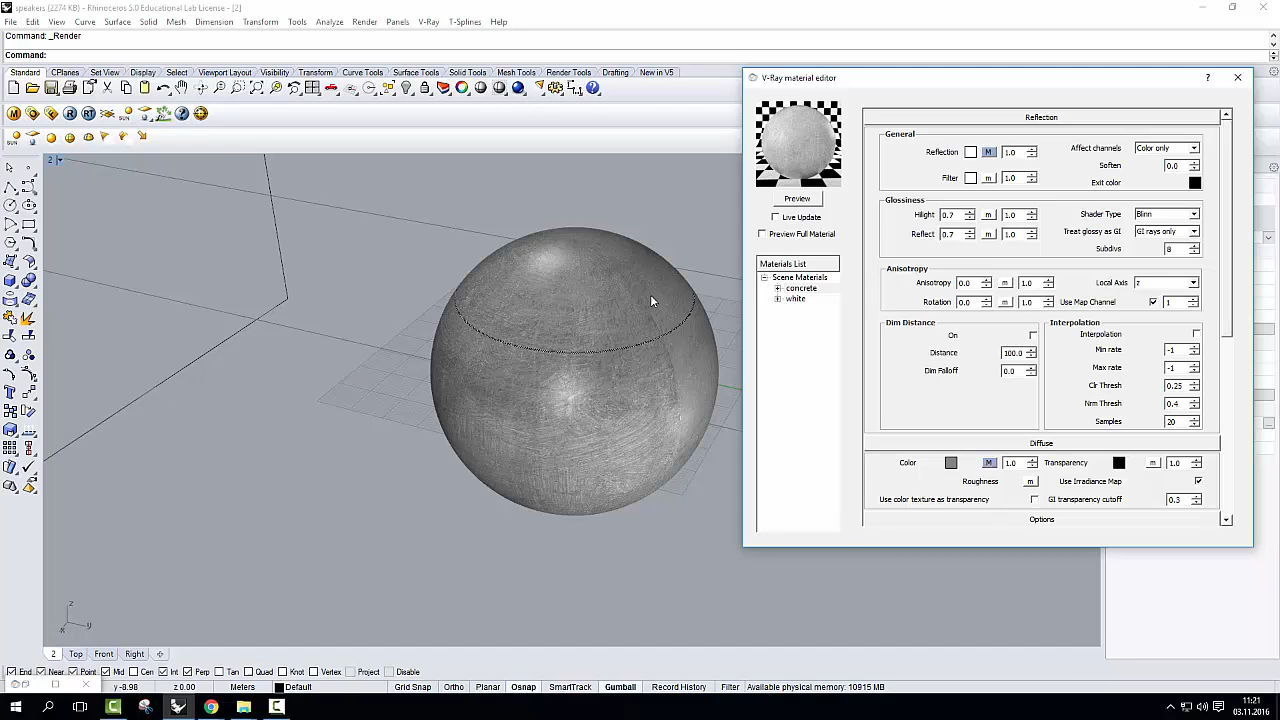 speakers (2274 KB) - Rhinoceros 5.0 Educational Lab License - [2]
File Edit View Curve Surface Solid Mesh Dimension Transform Tools Analyze Render Panels V-Ray T-Splines Help
Command: _Render
Command:
Standard CPlanes Set View Display Select Viewport Layout Visibility Transform Curve Tools Surface Tools Solid Tools Mesh Tools Render Tools Drafting New in V5
V-Ray material editor
2
Preview
Live Update
Preview Full Material
Materials List
Scene Materials
concrete
white
Reflection
General
Reflection M 1.0 Affect channels Color only
Soften 0.0
Filter m 1.0 Exit color
Glossiness
Hilight 0.7 m 1.0 Shader Type Blinn
Reflect 0.7 m 1.0 Treat glossy as GI GI rays only
Subdivs 8
Anisotropy
Anisotropy 0.0 m 1.0 Local Axis z
Rotation 0.0 m 1.0 Use Map Channel 1
Dim Distance Interpolation
On Interpolation
Distance 100.0 Min rate -1
Dim Falloff 0.0 Max rate -1
Clr Thresh 0.25
Nrm Thresh 0.4
Samples 20
Diffuse
Color M 1.0 Transparency m 1.0
Roughness m Use Irradiance Map
Use color texture as transparency GI transparency cutoff 0.3
Options
z
x y
2 Top Front Right
End Near Point Mid Cen Int Perp Tan Quad Knot Vertex Project Disable
y -8.98 z 0.00 Meters Default Grid Snap Ortho Planar Osnap SmartTrack Gumball Record History Filter Available physical memory: 10915 MB
11:21
03.11.2016